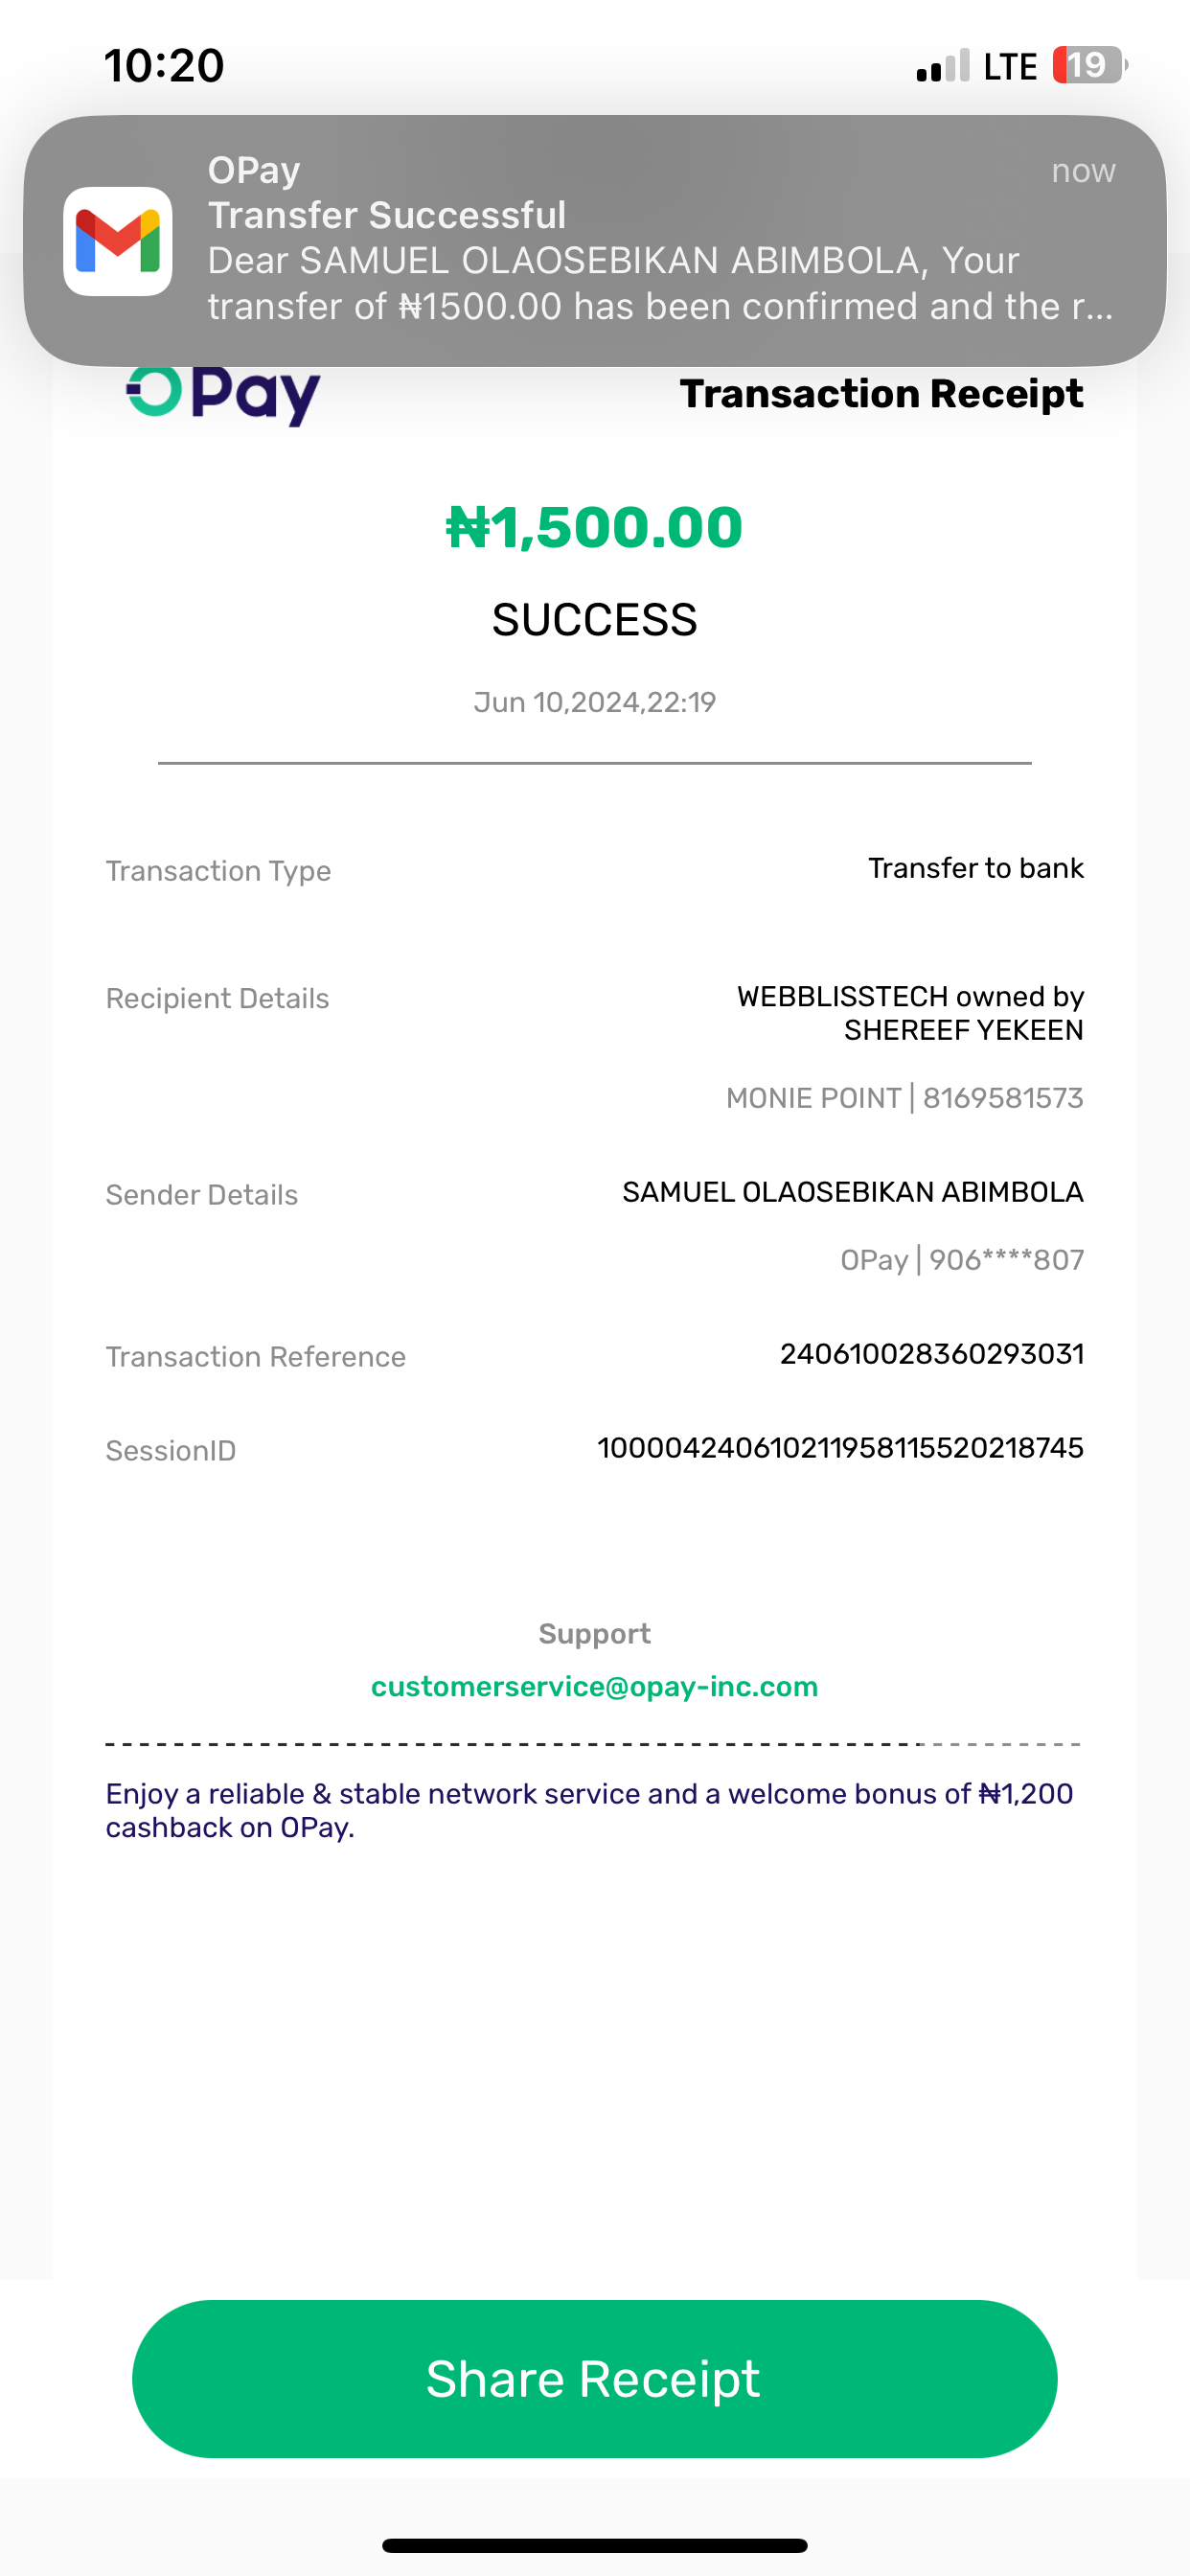 10:20
LTE 19
OPay now
Transfer Successful
Dear SAMUEL OLAOSEBIKAN ABIMBOLA, Your
transfer of ₦1500.00 has been confirmed and the r...
OPay Transaction Receipt
₦1,500.00
SUCCESS
Jun 10,2024,22:19
Transaction Type Transfer to bank
Recipient Details WEBBLISSTECH owned by
SHEREEF YEKEEN
MONIE POINT | 8169581573
Sender Details SAMUEL OLAOSEBIKAN ABIMBOLA
OPay | 906****807
Transaction Reference 240610028360293031
SessionID 100004240610211958115520218745
Support
customerservice@opay-inc.com
Enjoy a reliable & stable network service and a welcome bonus of ₦1,200
cashback on OPay.
Share Receipt